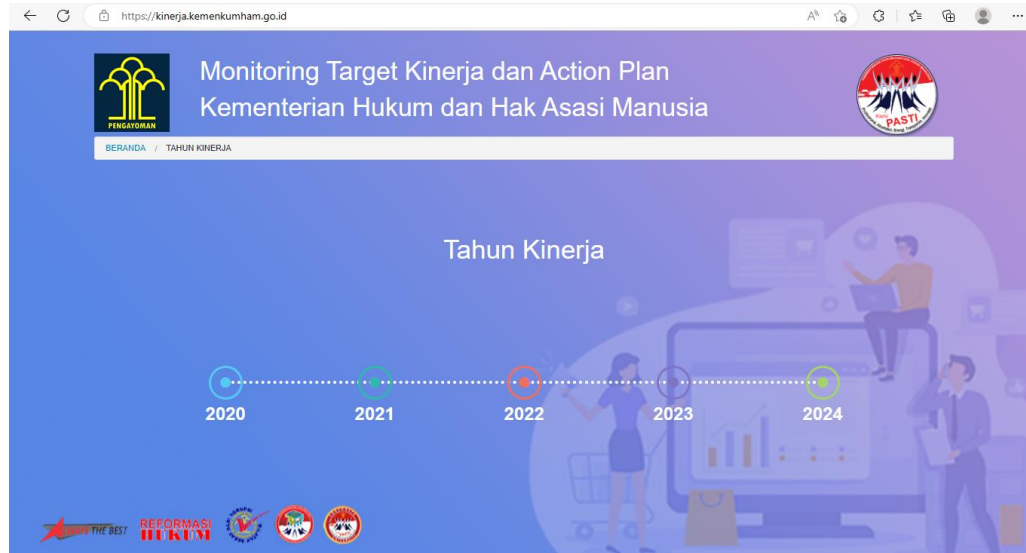 https://kinerja.kemenkumham.go.id
Monitoring Target Kinerja dan Action Plan
Kementerian Hukum dan Hak Asasi Manusia
PENGAYOMAN
PASTI
BERANDA / TAHUN KINERJA
Tahun Kinerja
2020 2021 2022 2023 2024
THE BEST
REFORMASI
HUKUM